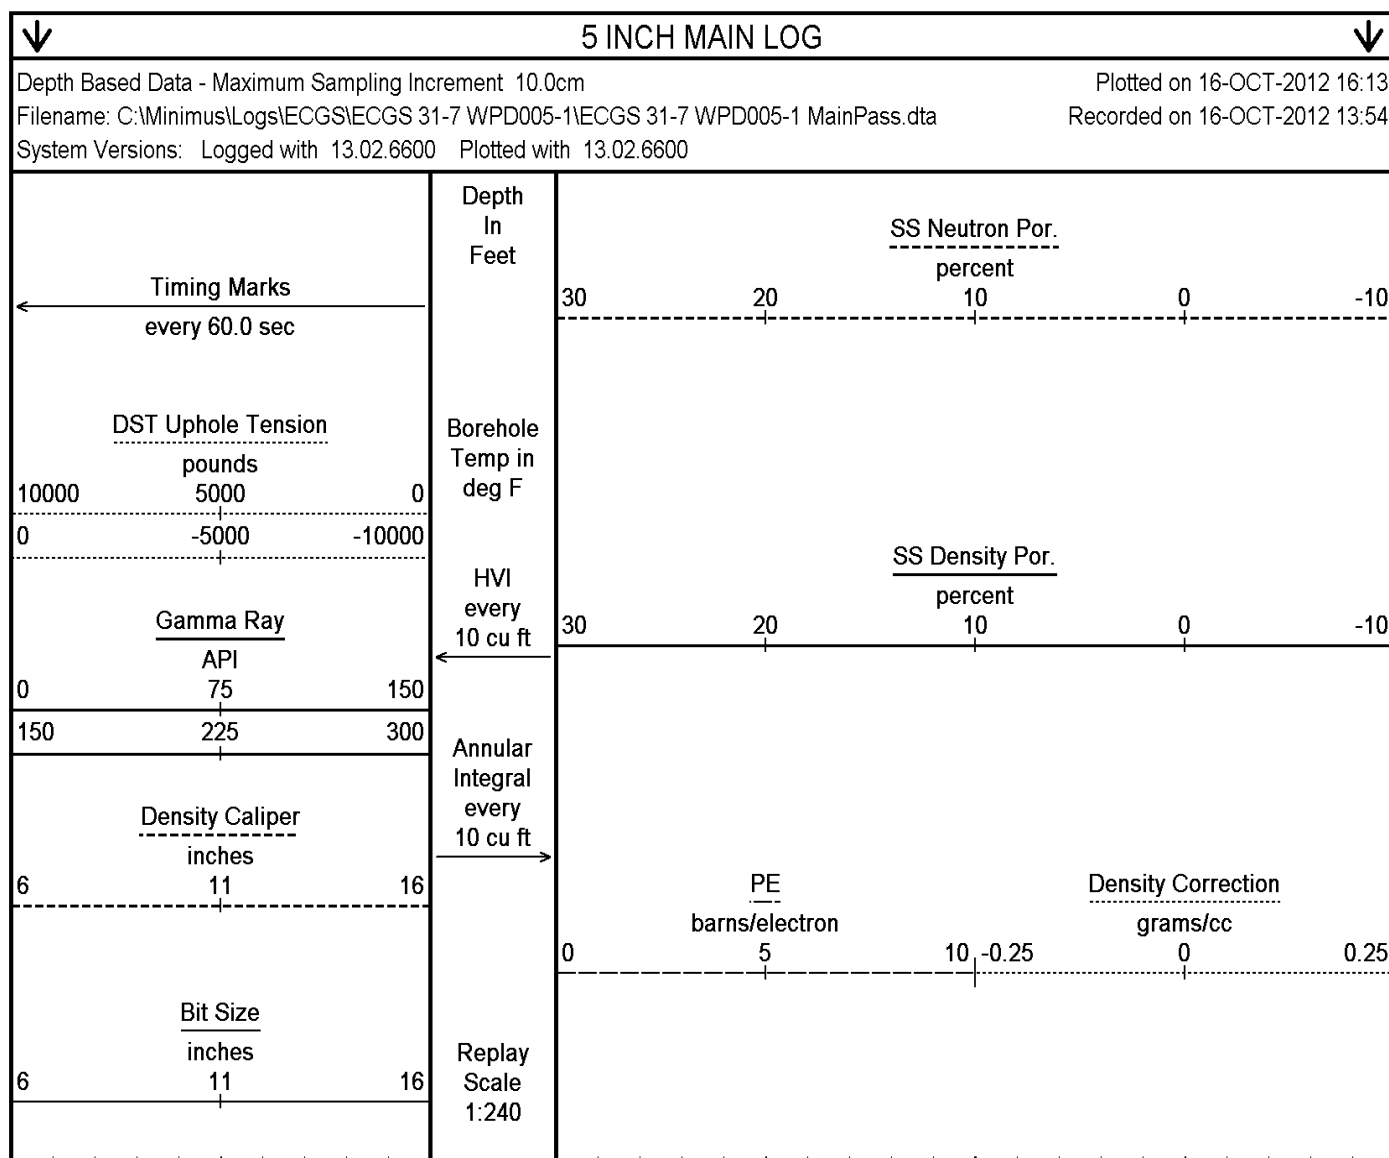 5 INCH MAIN LOG
Depth Based Data - Maximum Sampling Increment 10.0cm
Plotted on 16-OCT-2012 16:13
Filename: C:\Minimus\Logs\ECGS\ECGS 31-7 WPD005-1\ECGS 31-7 WPD005-1 MainPass.dta
Recorded on 16-OCT-2012 13:54
System Versions: Logged with 13.02.6600 Plotted with 13.02.6600
Timing Marks
every 60.0 sec
DST Uphole Tension
pounds
10000 5000 0
0 -5000 -10000
Gamma Ray
API
0 75 150
150 225 300
Density Caliper
inches
6 11 16
Bit Size
inches
6 11 16
Depth
In
Feet
Borehole
Temp in
deg F
HVI
every
10 cu ft
Annular
Integral
every
10 cu ft
Replay
Scale
1:240
SS Neutron Por.
percent
30 20 10 0 -10
SS Density Por.
percent
30 20 10 0 -10
PE
barns/electron
0 5 10
Density Correction
grams/cc
-0.25 0 0.25